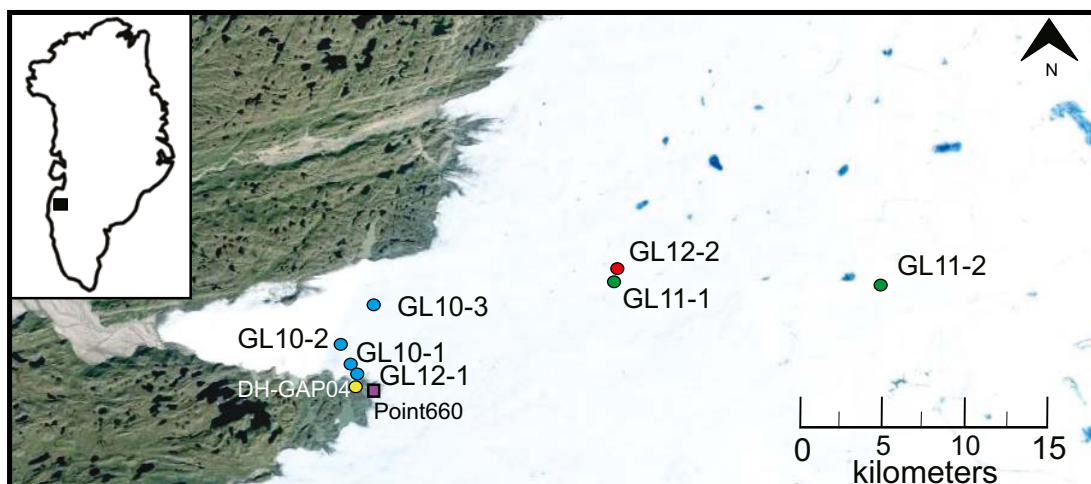 N
GL12-2
GL11-2
GL11-1
GL10-3
GL10-2
GL10-1
GL12-1
DH-GAP04
Point660
0 5 10 15
kilometers